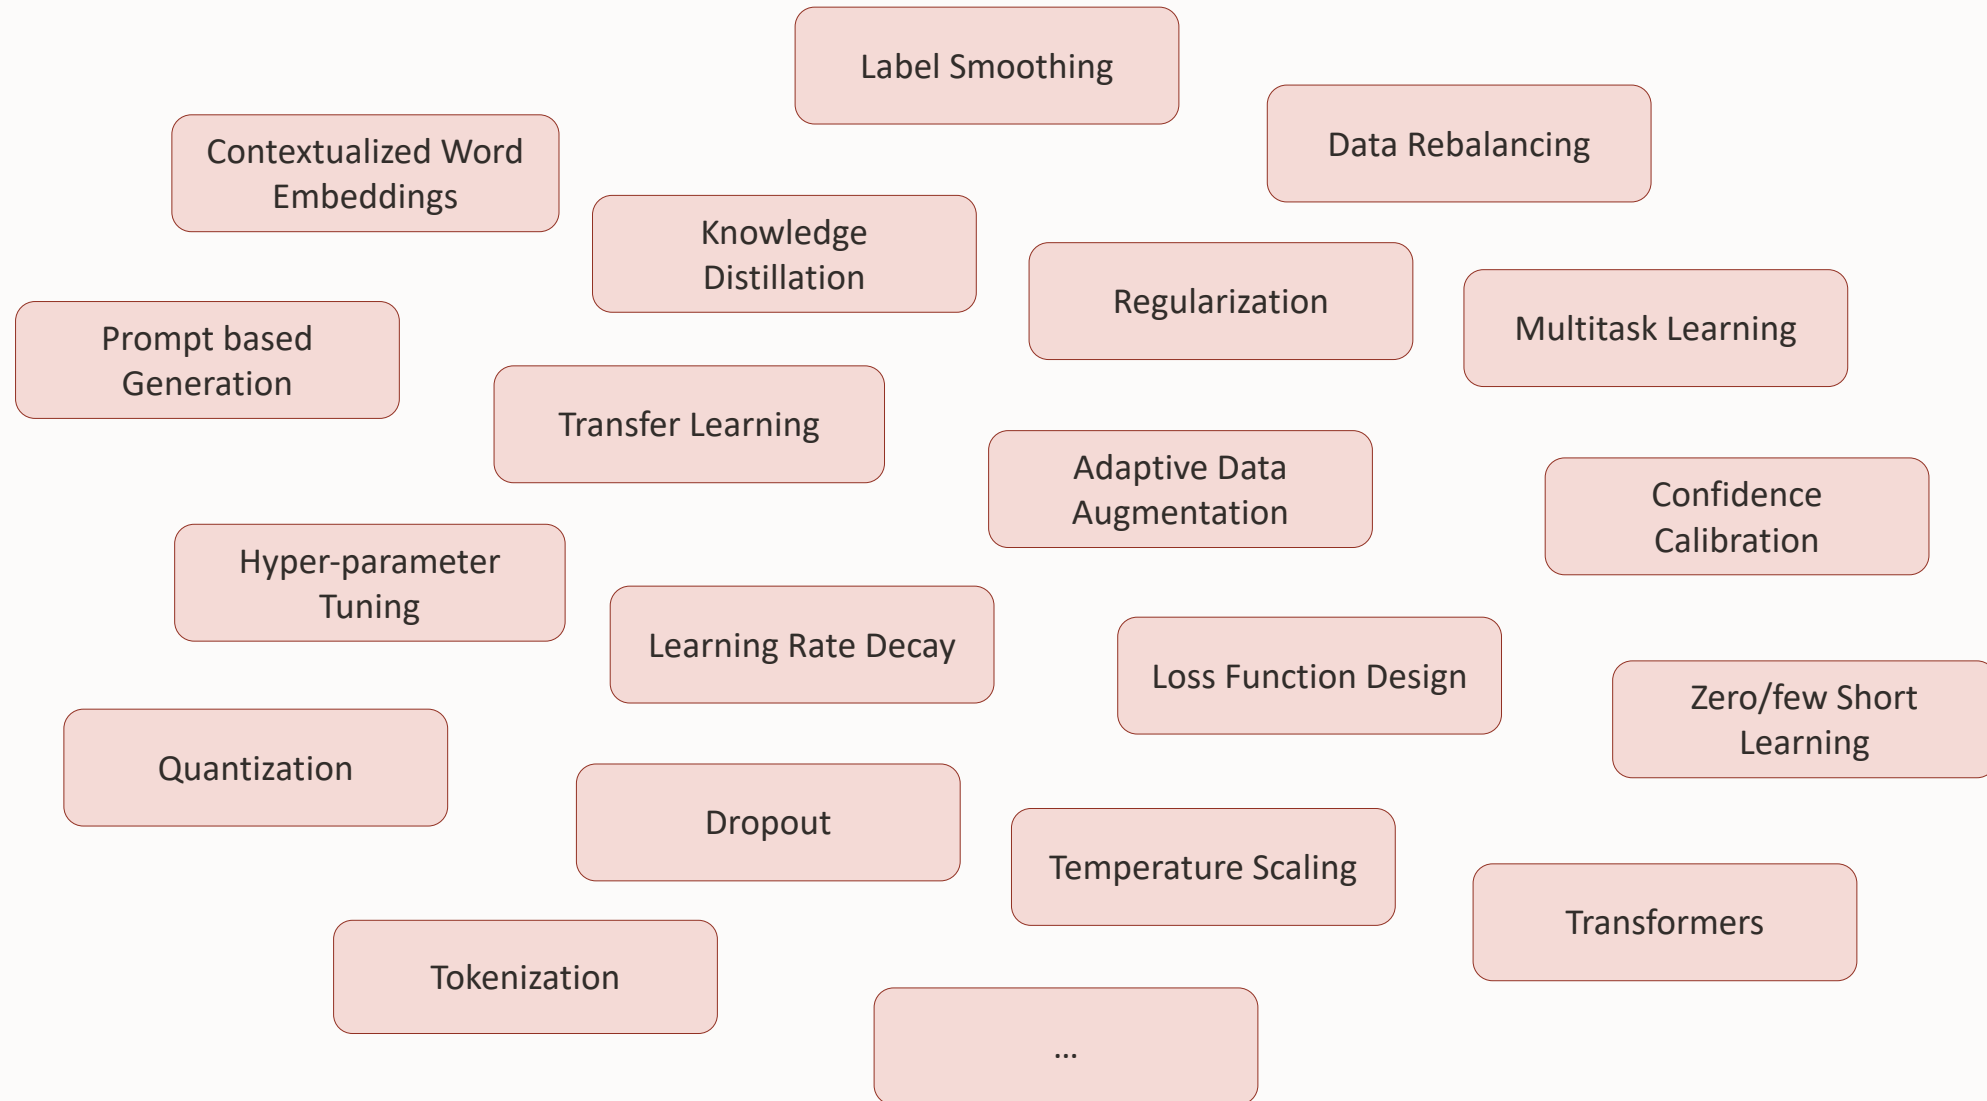 Label Smoothing
Data Rebalancing
Contextualized Word
Embeddings
Knowledge
Distillation
Regularization
Multitask Learning
Prompt based
Generation
Transfer Learning
Adaptive Data
Augmentation
Confidence
Calibration
Hyper-parameter
Tuning
Learning Rate Decay
Loss Function Design
Zero/few Short
Learning
Quantization
Dropout
Temperature Scaling
Transformers
Tokenization
...